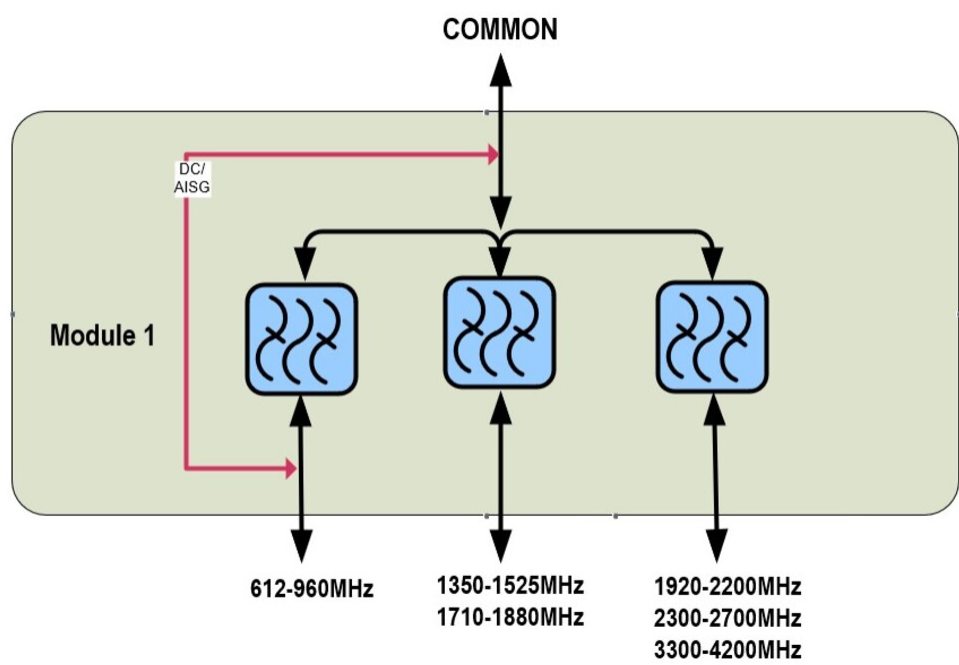 COMMON
DC/
AISG
Module 1
612-960MHz
1350-1525MHz
1710-1880MHz
1920-2200MHz
2300-2700MHz
3300-4200MHz